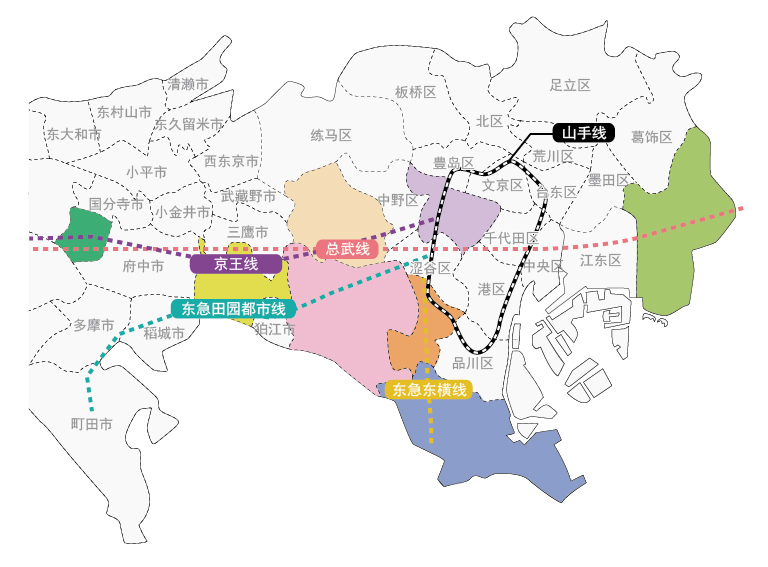 清濑市
板桥区
足立区
东村山市
东大和市
东久留米市
北区
山手线
练马区
葛饰区
西东京市
豊岛区
荒川区
小平市
文京区
墨田区
台东区
武藏野市
中野区
国分寺市
小金井市
三鹰市
千代田区
总武线
京王线
府中市
涩谷区
中央区
江东区
港区
东急田园都市线
多摩市
稻城市
狛江市
品川区
东急东横线
町田市